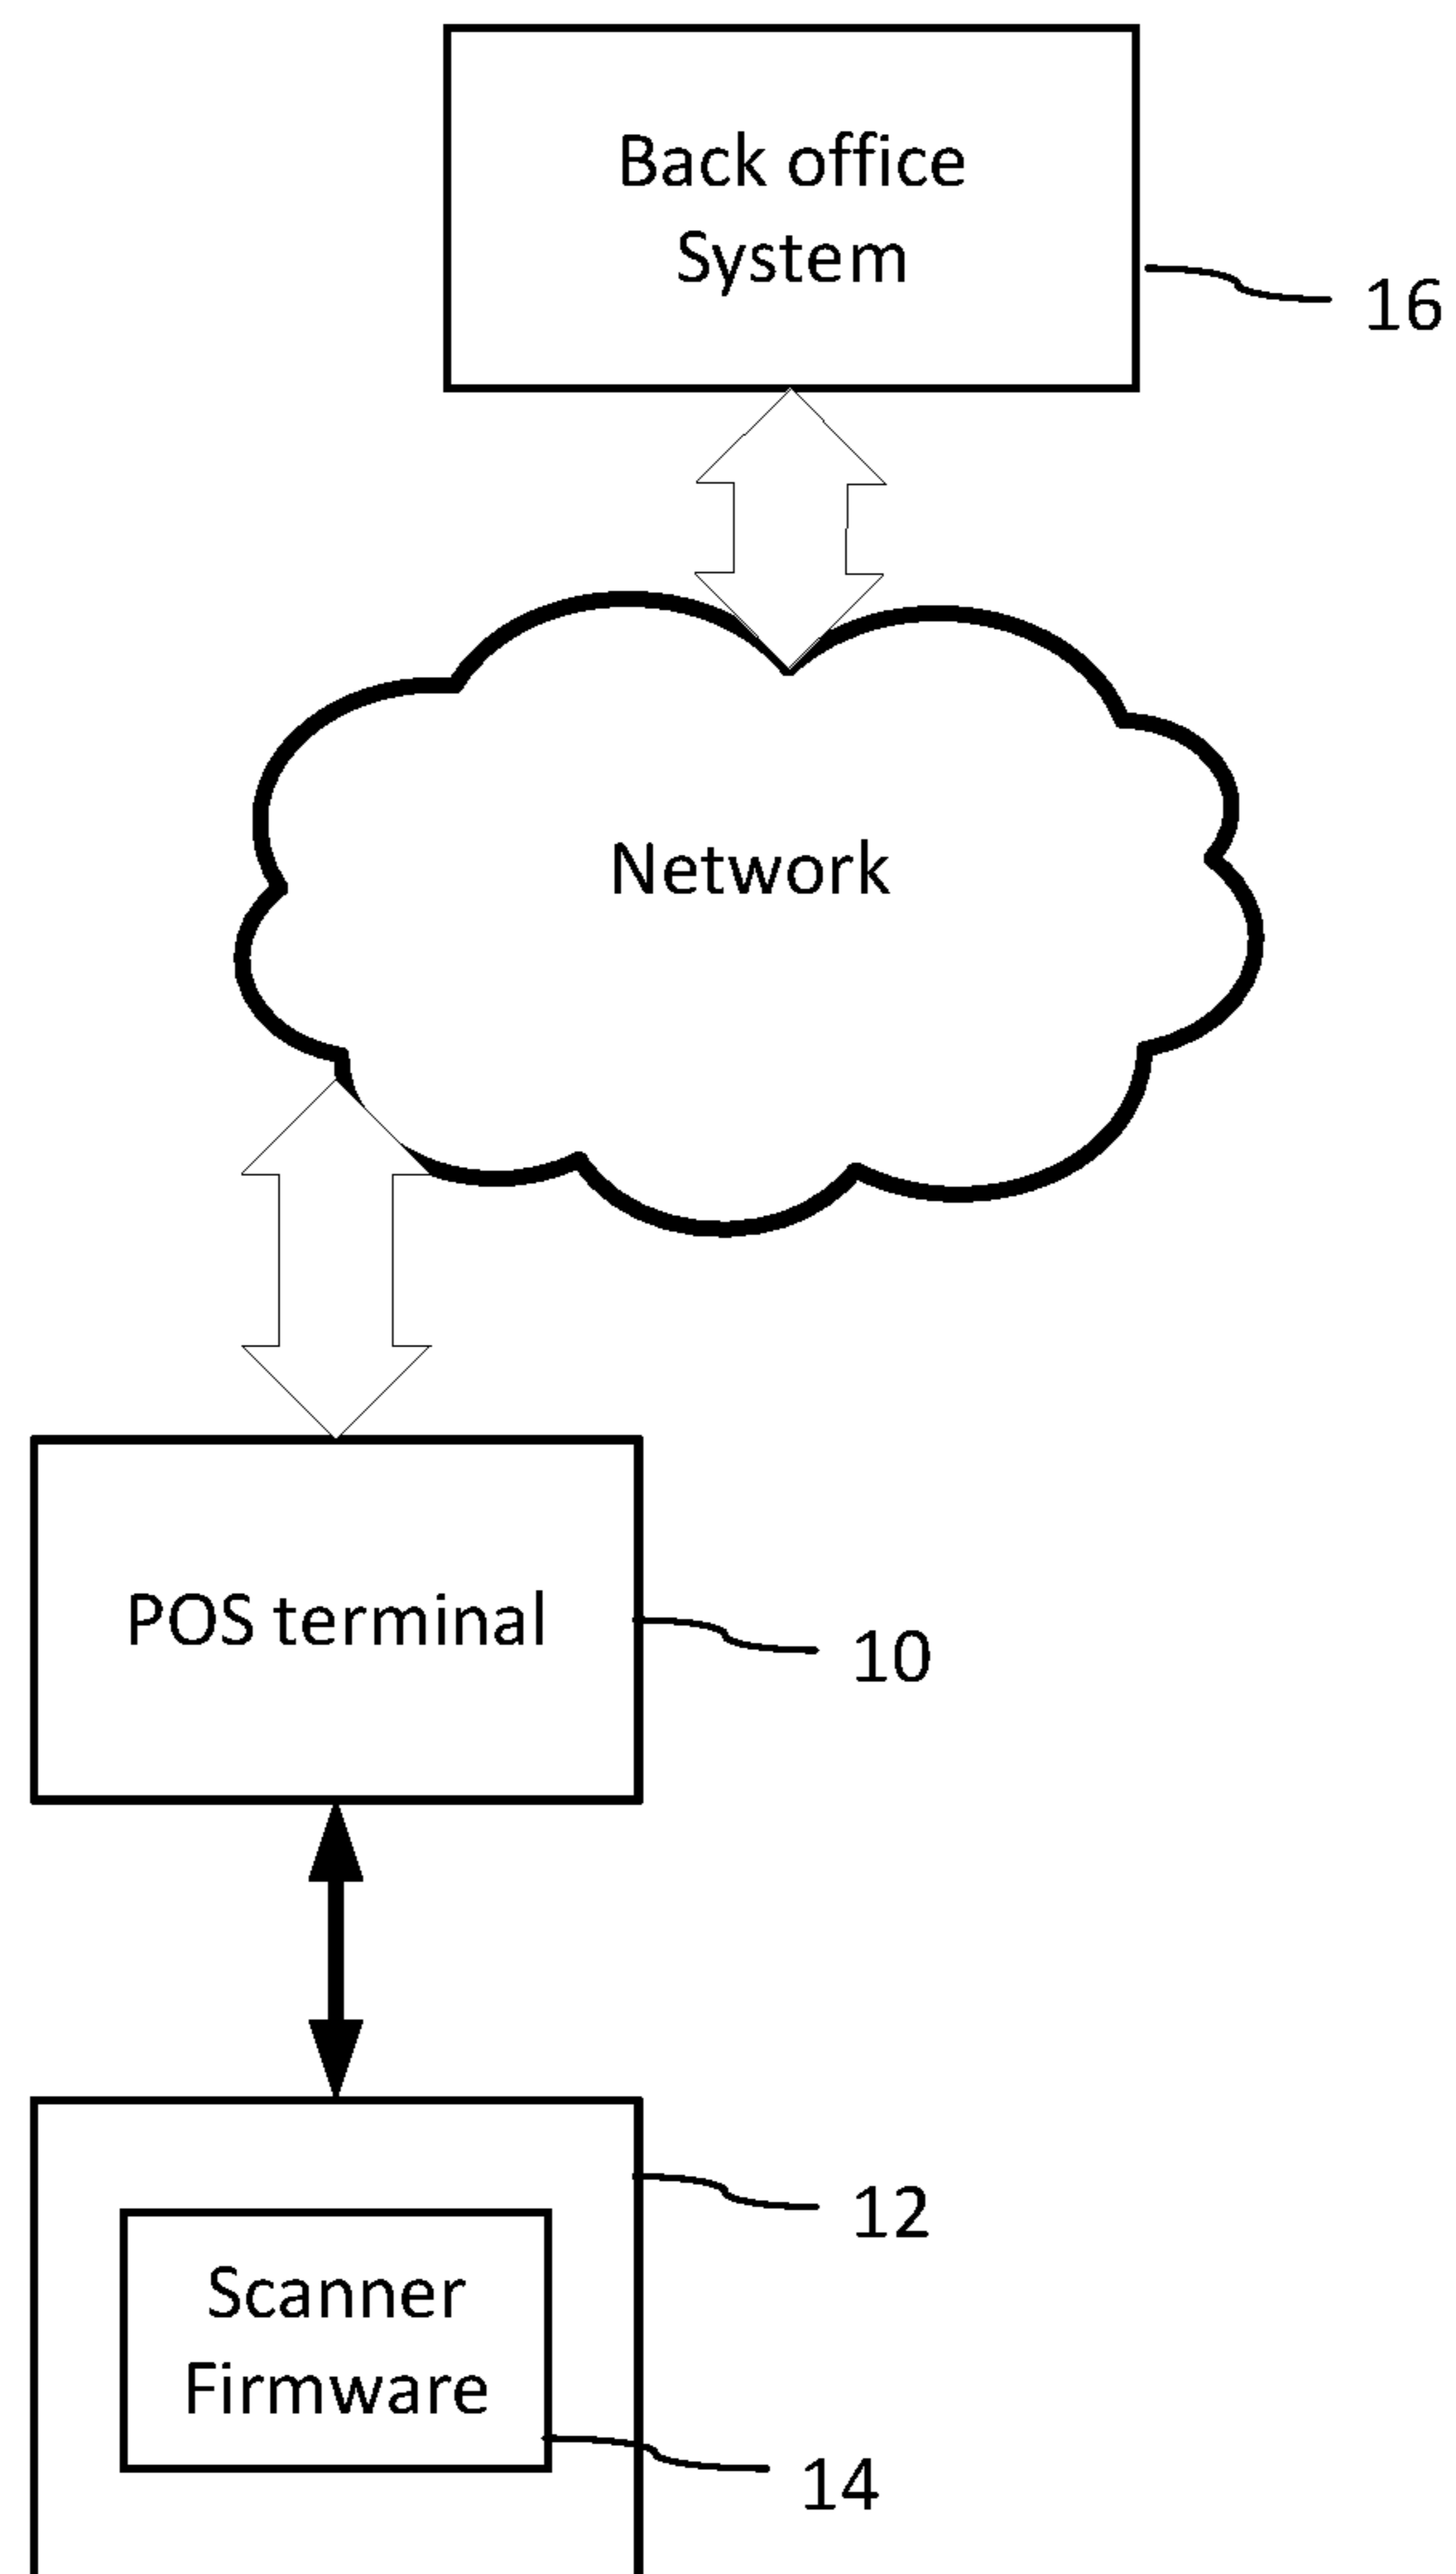 Back office
System
16
Network
POS terminal
10
12
Scanner
Firmware
14